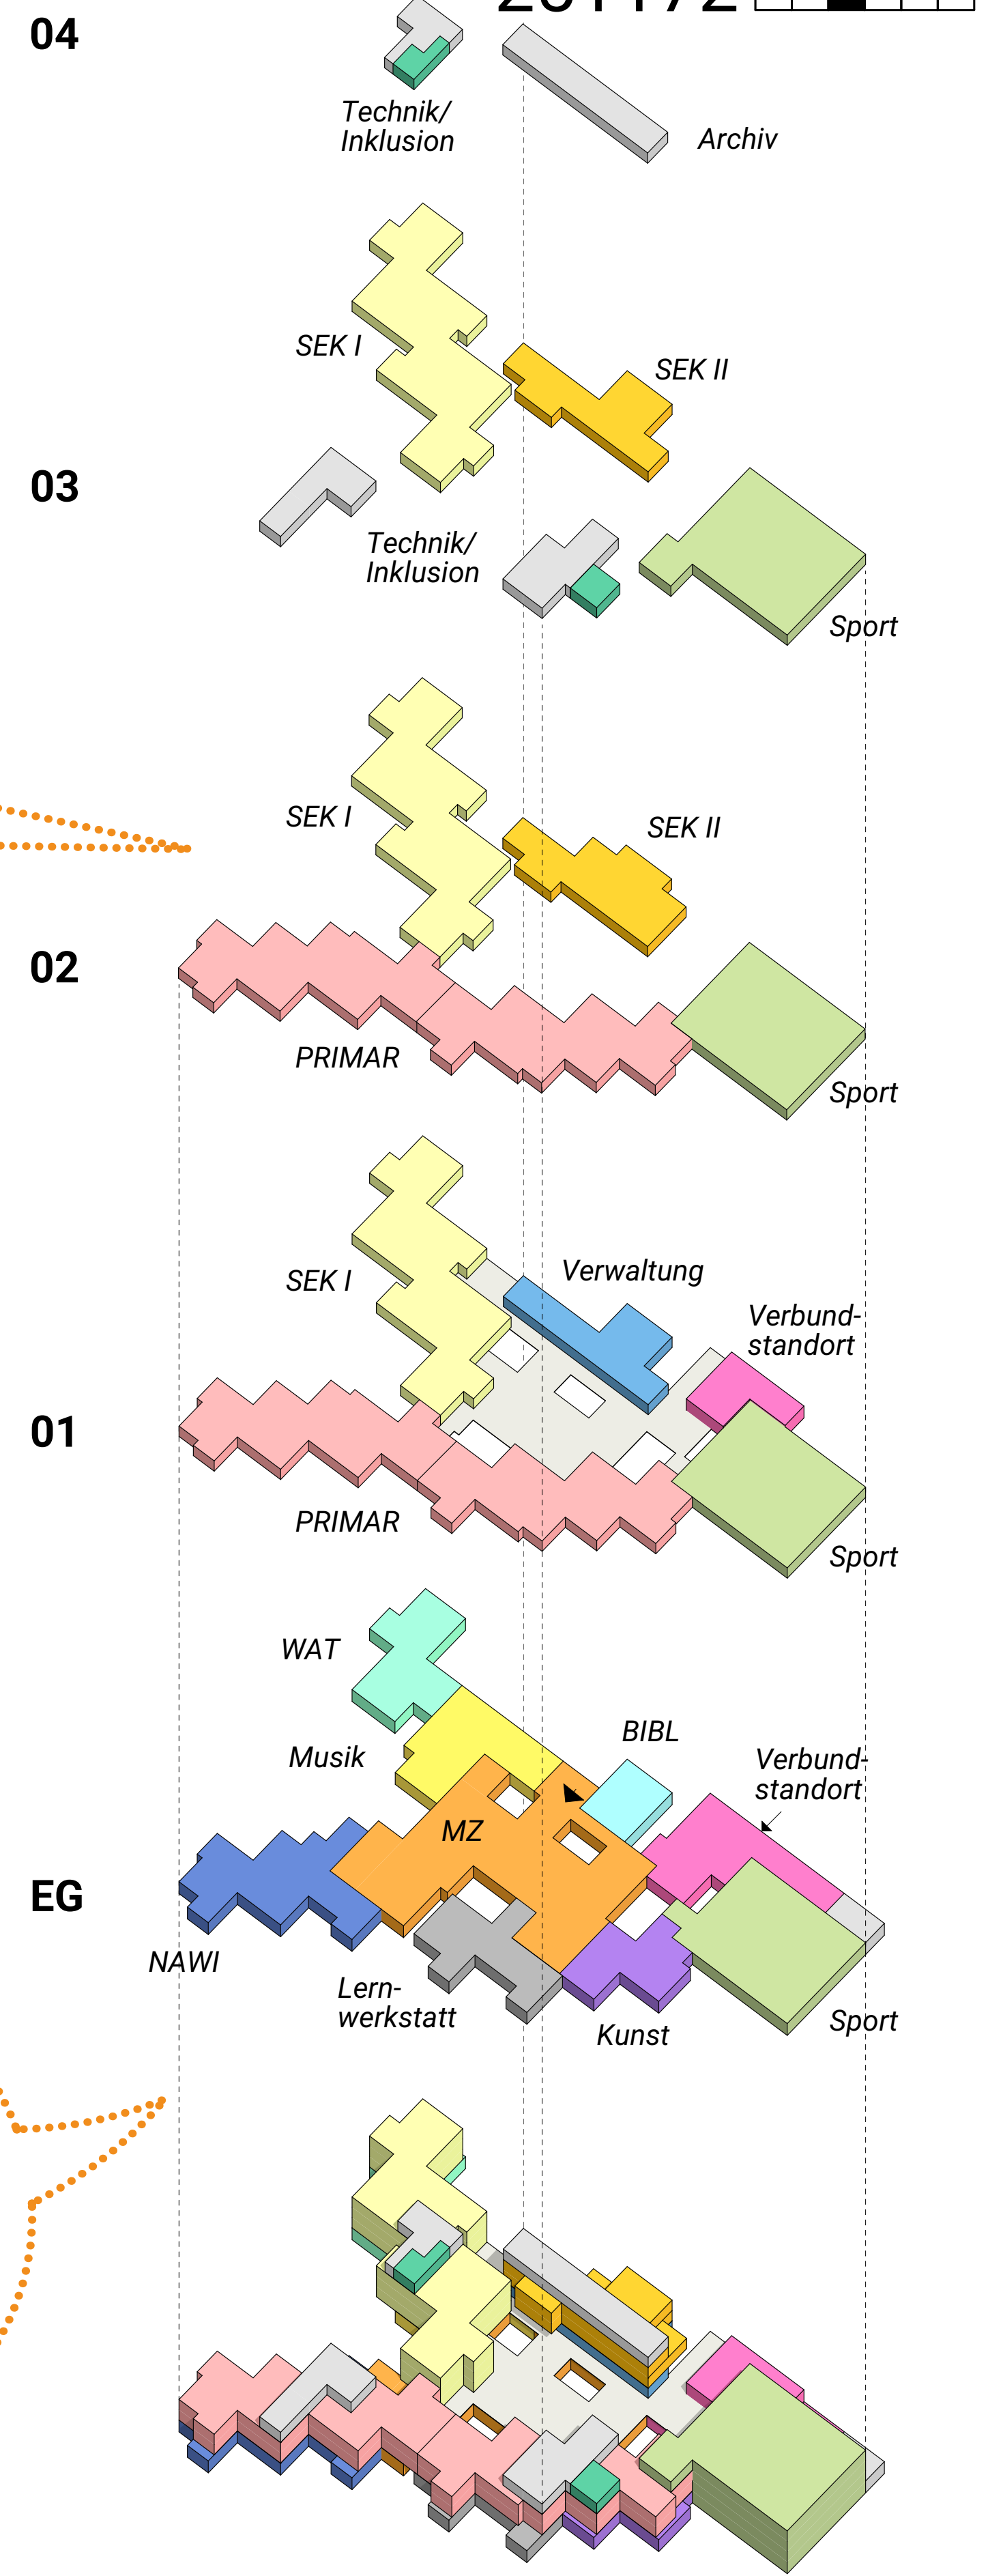 04
Technik/
Inklusion
Archiv
SEK I
SEK II
03
Technik/
Inklusion
Sport
SEK I
SEK II
02
PRIMAR
Sport
Verwaltung
SEK I
Verbund-
standort
01
PRIMAR
Sport
WAT
BIBL
Musik
Verbund-
standort
MZ
EG
NAWI
Lern-
werkstatt
Sport
Kunst